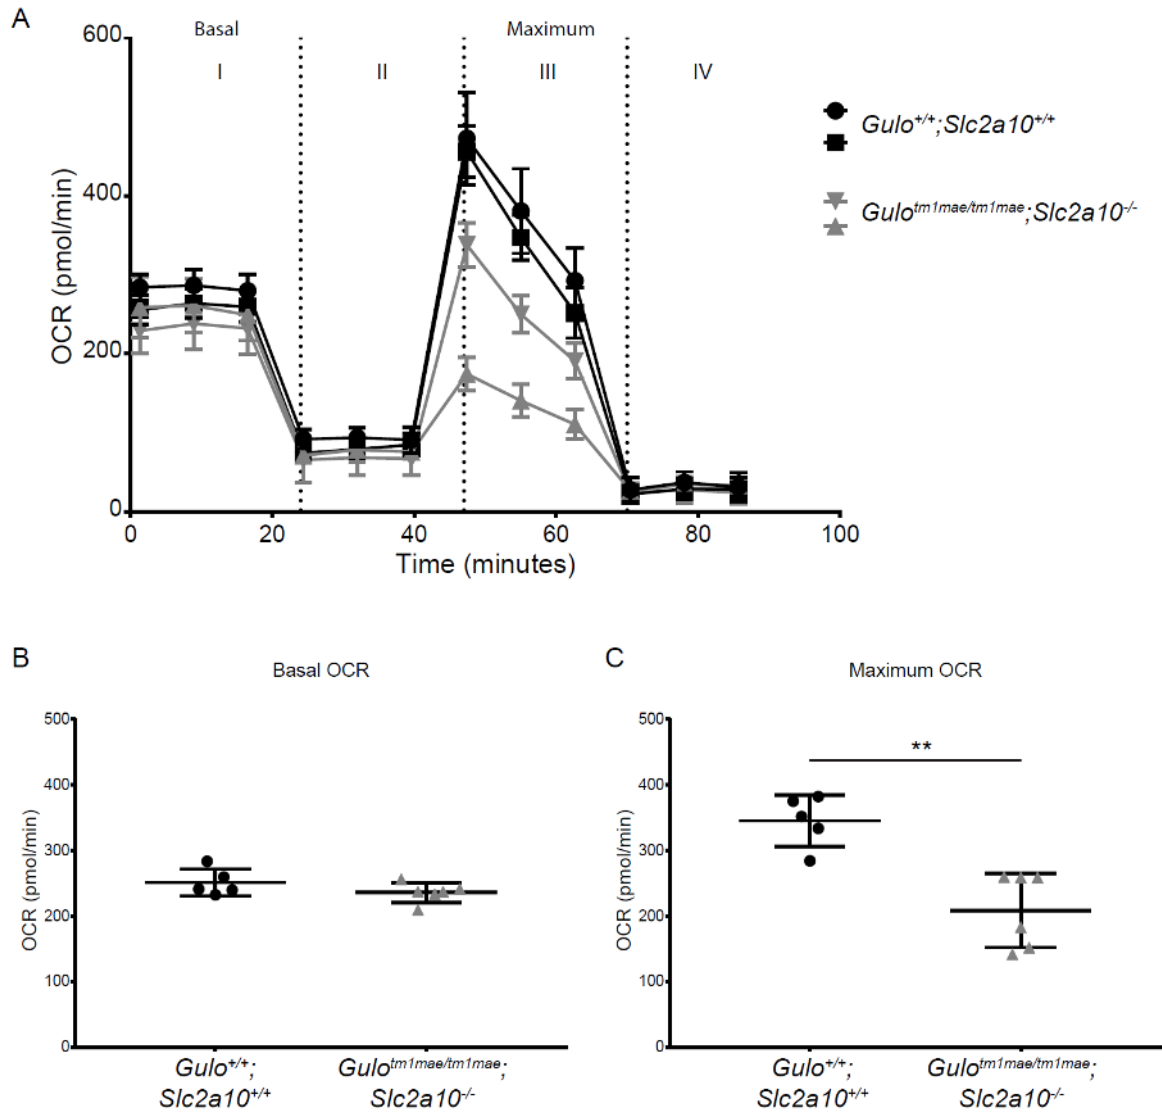 A
Basal
Maximum
I
II
III
IV
600
400
200
0
OCR (pmol/min)
0 20 40 60 80 100
Time (minutes)
Gulo+/+;Slc2a10+/+
Gulotm1mae/tm1mae;Slc2a10-/-
B
Basal OCR
500
400
300
200
100
0
OCR (pmol/min)
Gulo+/+;
Slc2a10+/+
Gulotm1mae/tm1mae;
Slc2a10-/-
C
Maximum OCR
**
500
400
300
200
100
0
OCR (pmol/min)
Gulo+/+;
Slc2a10+/+
Gulotm1mae/tm1mae;
Slc2a10-/-